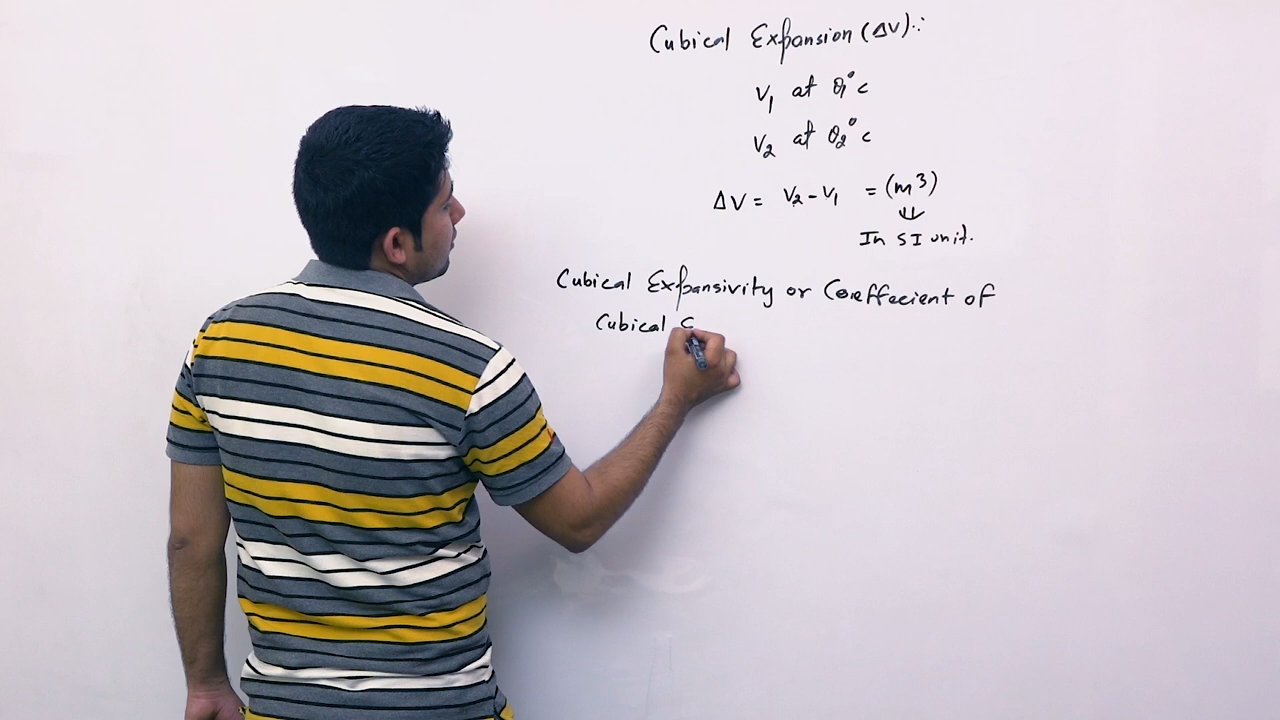 Cubical Expansion (ΔV):-
V₁ at θ₁°c
V₂ at θ₂°c
ΔV = V₂ - V₁ = (m³)
⇓
In SI unit.
Cubical Expansivity or Coeffecient of
Cubical